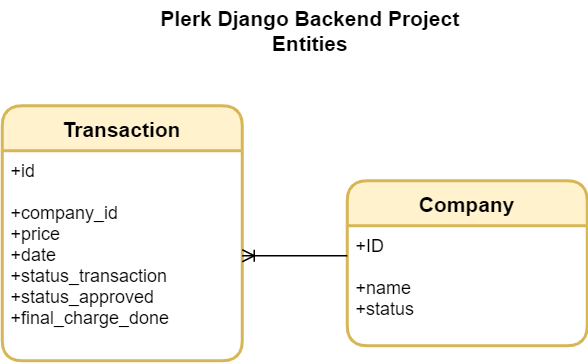 Plerk Django Backend Project
Entities
Transaction
+id
+company_id
+price
+date
+status_transaction
+status_approved
+final_charge_done
Company
+ID
+name
+status